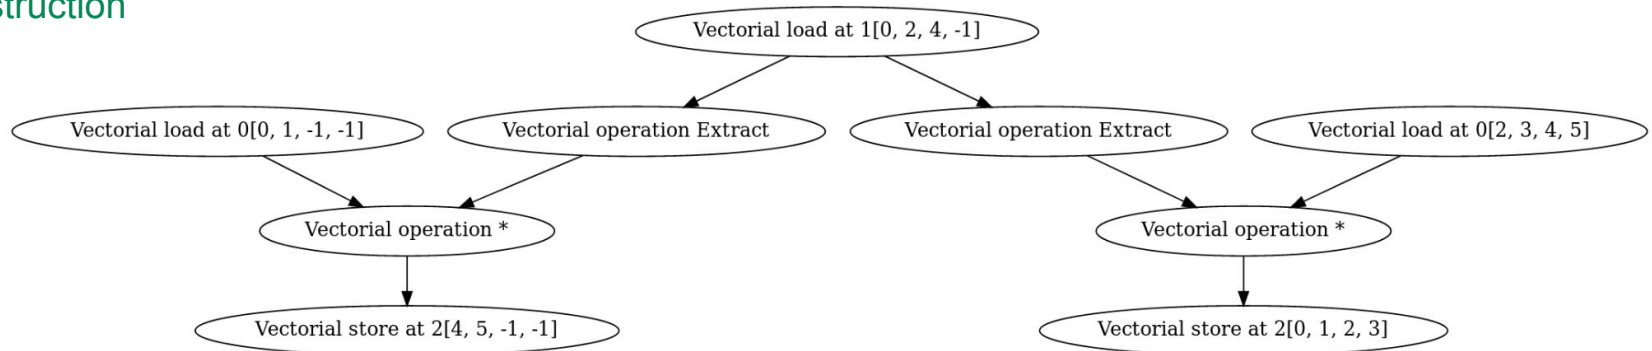 struction
Vectorial load at 1[0, 2, 4, -1]
Vectorial load at 0[0, 1, -1, -1]
Vectorial operation Extract
Vectorial operation Extract
Vectorial load at 0[2, 3, 4, 5]
Vectorial operation *
Vectorial operation *
Vectorial store at 2[4, 5, -1, -1]
Vectorial store at 2[0, 1, 2, 3]